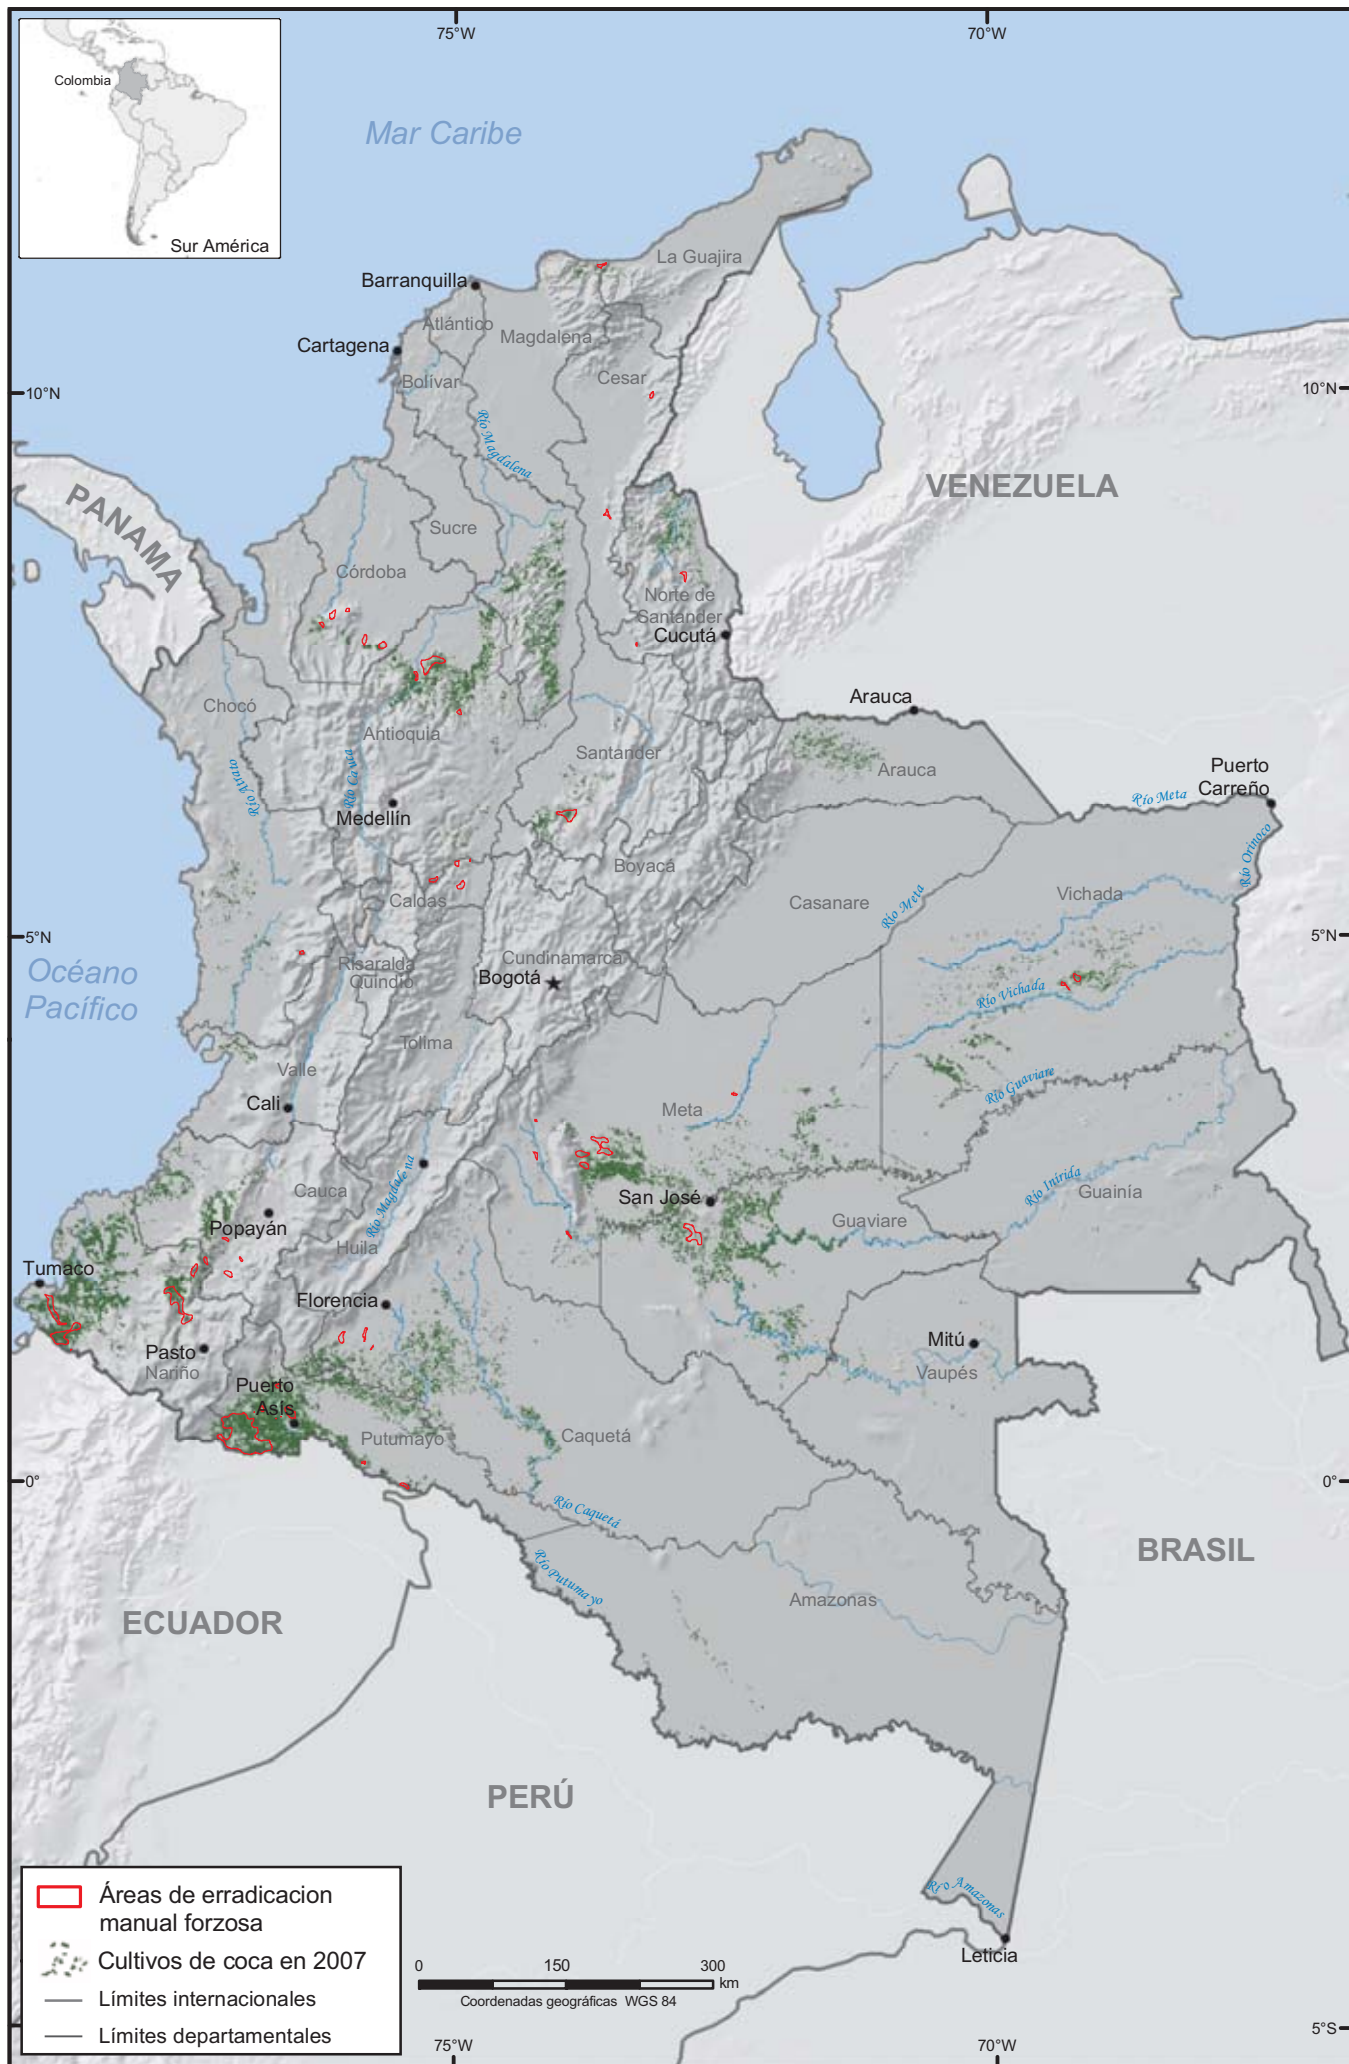 75°W
70°W
Colombia
Sur América
Mar Caribe
La Guajira
Barranquilla
Atlántico
Magdalena
Cartagena
Cesar
Bolívar
10°N
10°N
Río Magdalena
VENEZUELA
PANAMA
Sucre
Córdoba
Norte de
Santander
Cucutá
Chocó
Arauca
Antioquia
Santander
Río Cauca
Río Atrato
Arauca
Puerto
Carreño
Río Meta
Medellín
Río Orinoco
Boyacá
Caldas
Casanare
Río Meta
Vichada
5°N
5°N
Océano
Pacífico
Risaralda
Quindío
Cundinamarca
Bogotá
Río Vichada
Tolima
Valle
Río Guaviare
Cali
Meta
Río Magdalena
Cauca
San José
Río Inírida
Guainía
Popayán
Guaviare
Huila
Tumaco
Florencia
Mitú
Pasto
Nariño
Vaupés
Puerto
Asís
Putumayo
Caquetá
0°
0°
Río Caquetá
BRASIL
Río Putumayo
Amazonas
ECUADOR
PERÚ
Río Amazonas
Leticia
Áreas de erradicacion
manual forzosa
Cultivos de coca en 2007
Límites internacionales
Límites departamentales
0 150 300
km
Coordenadas geográficas WGS 84
5°S
75°W
70°W